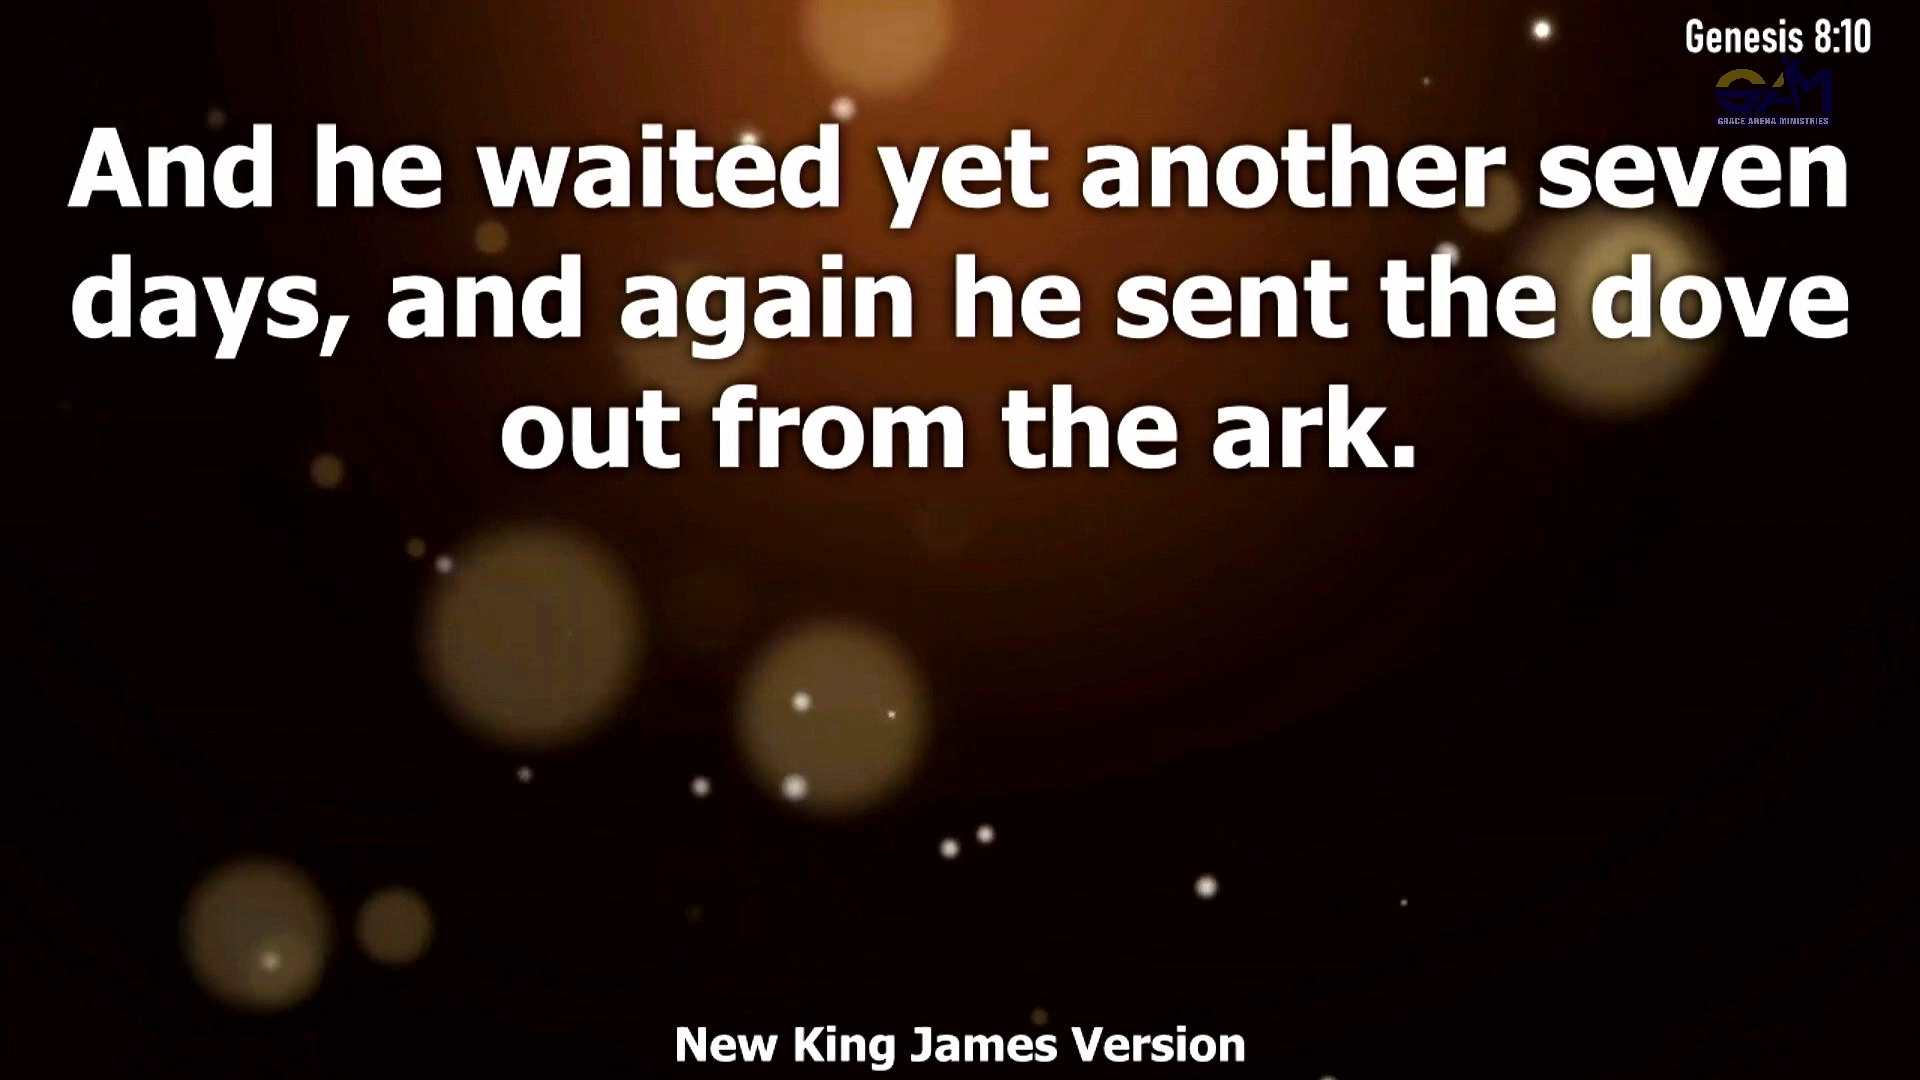 Genesis 8:10
GAM
GRACE ARENA MINISTRIES
And he waited yet another seven
days, and again he sent the dove
out from the ark.
New King James Version